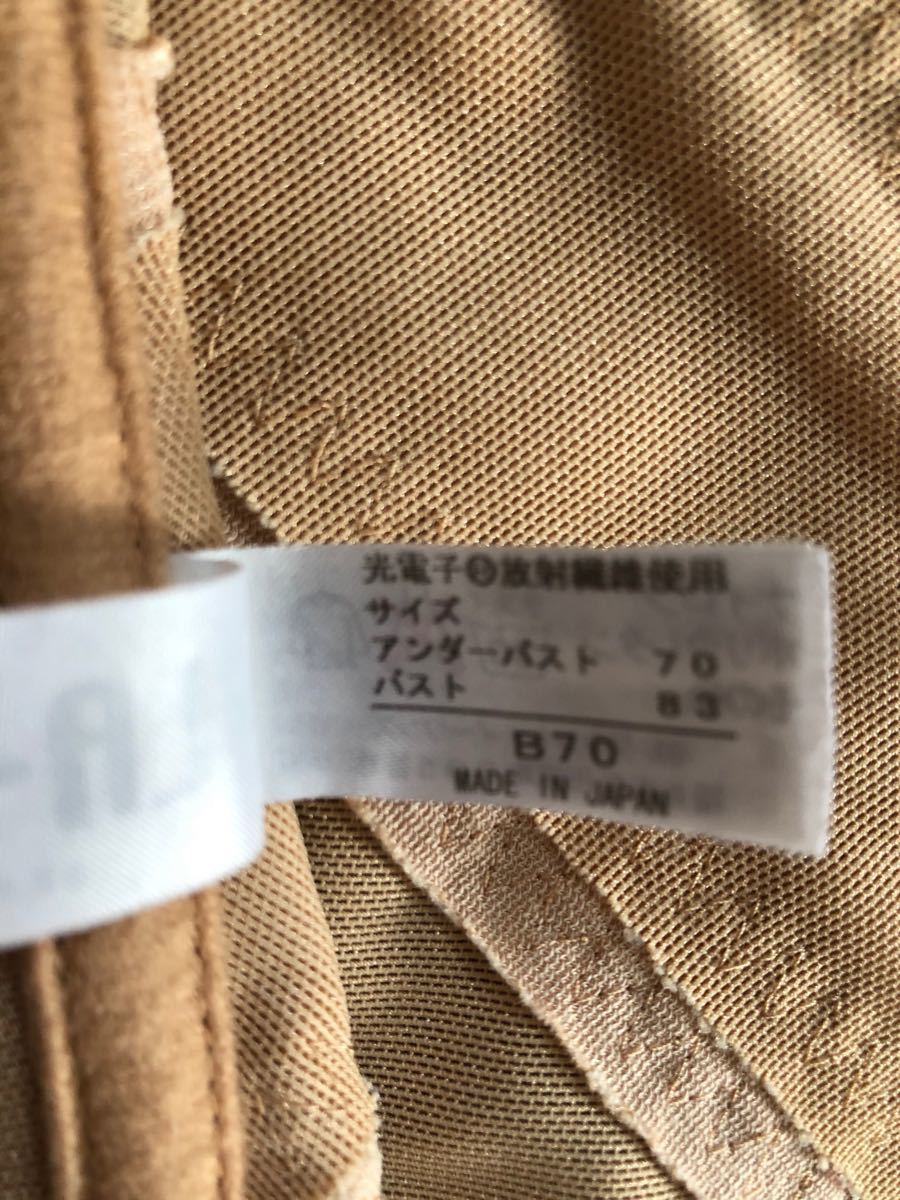 光電子®放射繊維使用
サイズ
アンダーバスト 70
バスト 83
B70
MADE IN JAPAN